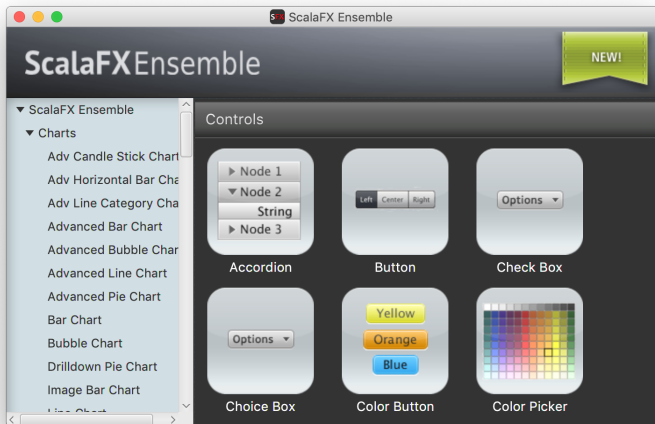 ScalaFX Ensemble
ScalaFXEnsemble
NEW!
ScalaFX Ensemble
Charts
Adv Candle Stick Chart
Adv Horizontal Bar Cha
Adv Line Category Cha
Advanced Bar Chart
Advanced Bubble Chart
Advanced Line Chart
Advanced Pie Chart
Bar Chart
Bubble Chart
Drilldown Pie Chart
Image Bar Chart
Line Chart
Controls
Node 1
Node 2
String
Node 3
Accordion
Left Center Right
Button
Options
Check Box
Options
Choice Box
Yellow
Orange
Blue
Color Button
Color Picker